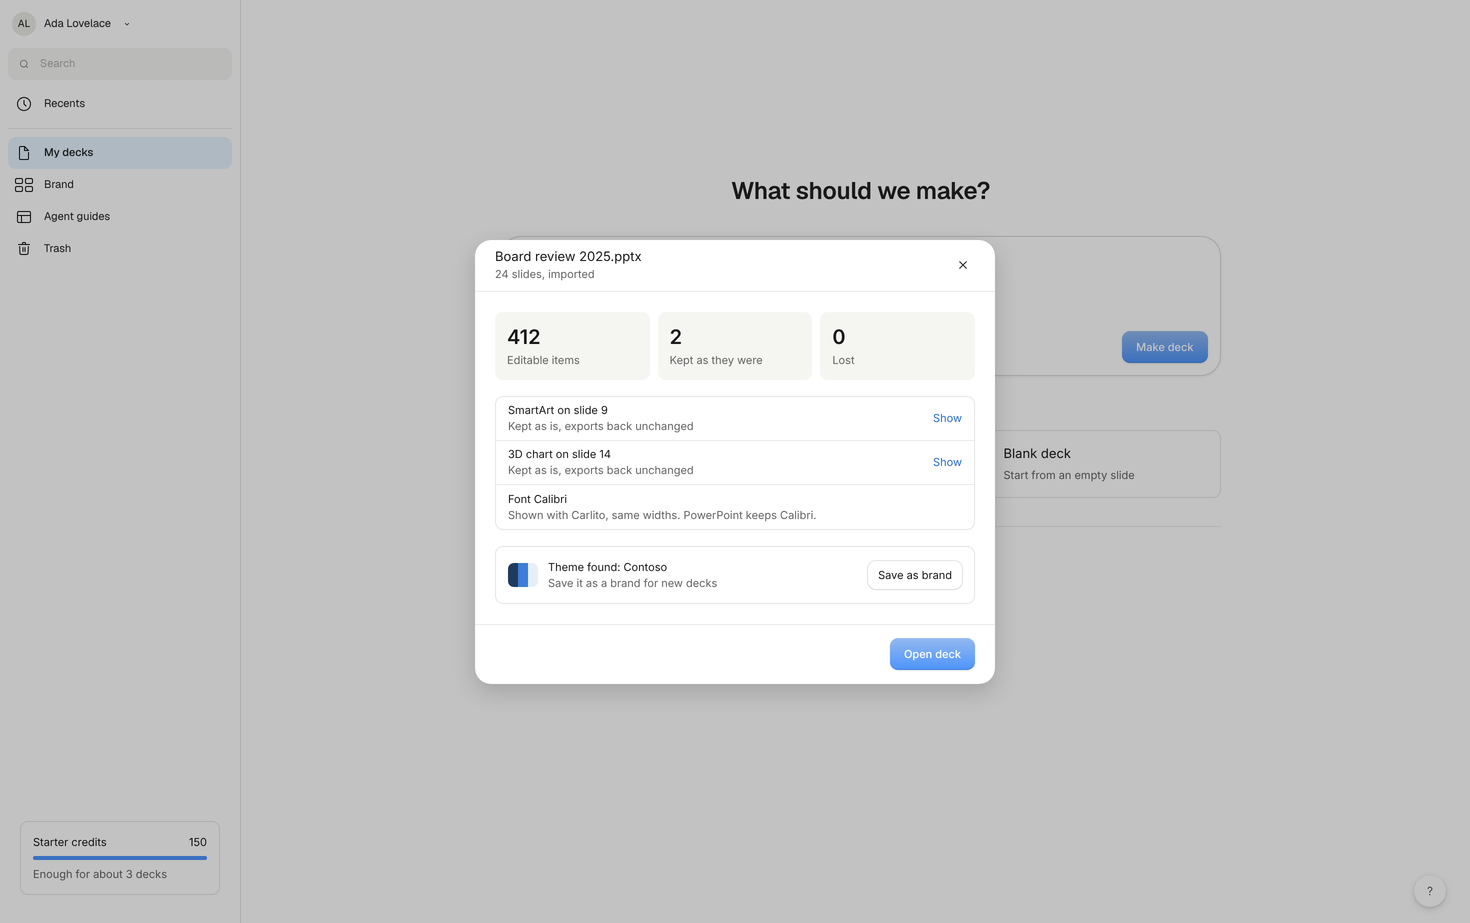 AL Ada Lovelace
Search
Recents
My decks
Brand
Agent guides
Trash
Starter credits 150
Enough for about 3 decks
What should we make?
Make deck
Blank deck
Start from an empty slide
Board review 2025.pptx
24 slides, imported
412
Editable items
2
Kept as they were
0
Lost
SmartArt on slide 9
Kept as is, exports back unchanged
Show
3D chart on slide 14
Kept as is, exports back unchanged
Show
Font Calibri
Shown with Carlito, same widths. PowerPoint keeps Calibri.
Theme found: Contoso
Save it as a brand for new decks
Save as brand
Open deck
?